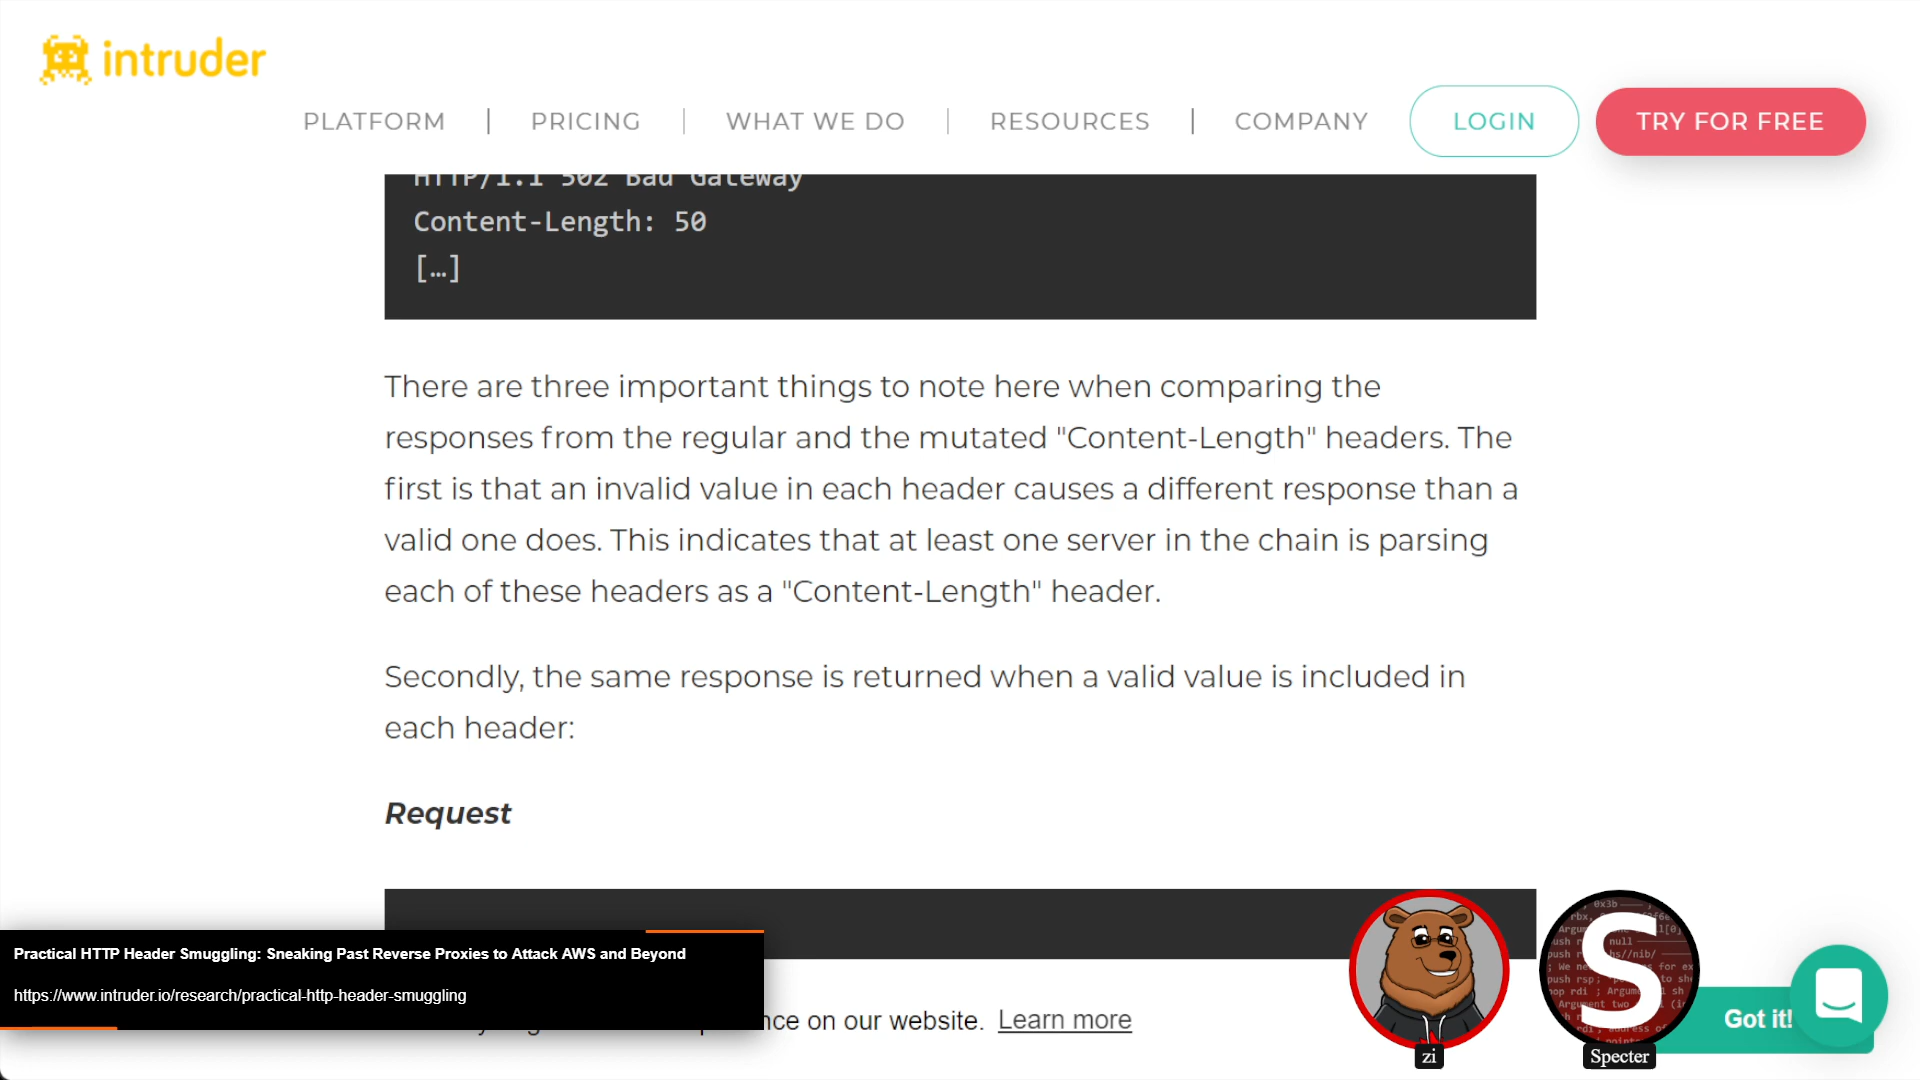 intruder
PLATFORM | PRICING | WHAT WE DO | RESOURCES | COMPANY LOGIN TRY FOR FREE
HTTP/1.1 502 Bad Gateway
Content-Length: 50
[…]
There are three important things to note here when comparing the
responses from the regular and the mutated "Content-Length" headers. The
first is that an invalid value in each header causes a different response than a
valid one does. This indicates that at least one server in the chain is parsing
each of these headers as a "Content-Length" header.
Secondly, the same response is returned when a valid value is included in
each header:
Request
Practical HTTP Header Smuggling: Sneaking Past Reverse Proxies to Attack AWS and Beyond
https://www.intruder.io/research/practical-http-header-smuggling
nce on our website. Learn more
Got it!
S
zi
Specter